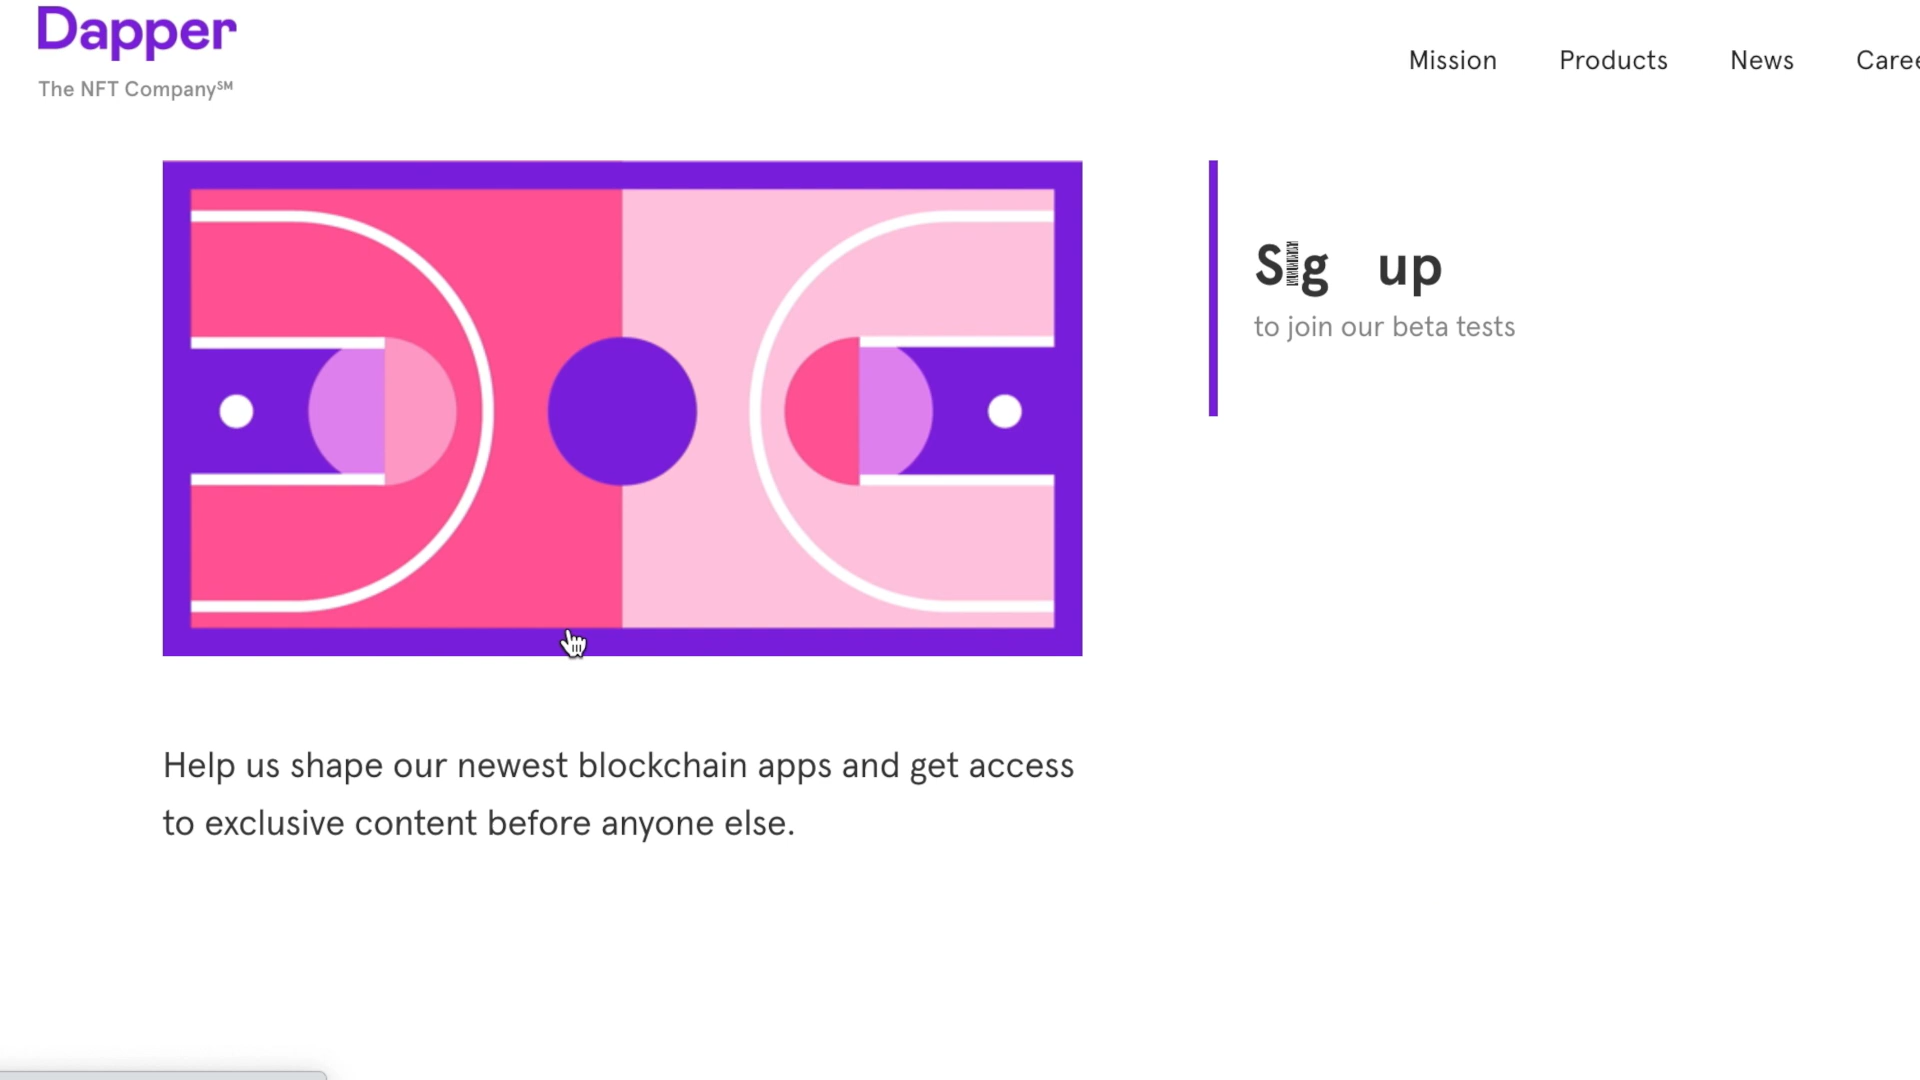 Dapper
The NFT Company℠
Mission Products News
Help us shape our newest blockchain apps and get access
to exclusive content before anyone else.
up
to join our beta tests